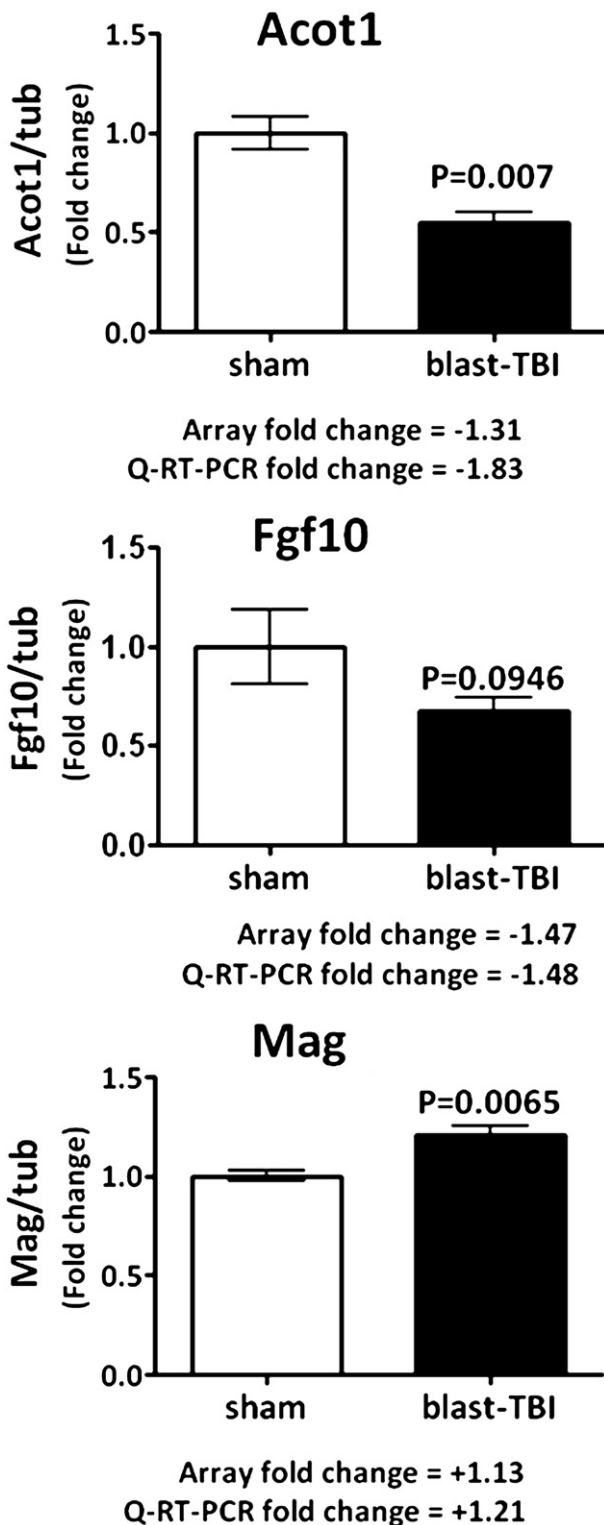 Acot1
Acot1/tub
(Fold change)
1.5
1.0
0.5
0.0
P=0.007
sham
blast-TBI
Array fold change = -1.31
Q-RT-PCR fold change = -1.83
Fgf10
Fgf10/tub
(Fold change)
1.5
1.0
0.5
0.0
P=0.0946
sham
blast-TBI
Array fold change = -1.47
Q-RT-PCR fold change = -1.48
Mag
Mag/tub
(Fold change)
1.5
1.0
0.5
0.0
P=0.0065
sham
blast-TBI
Array fold change = +1.13
Q-RT-PCR fold change = +1.21